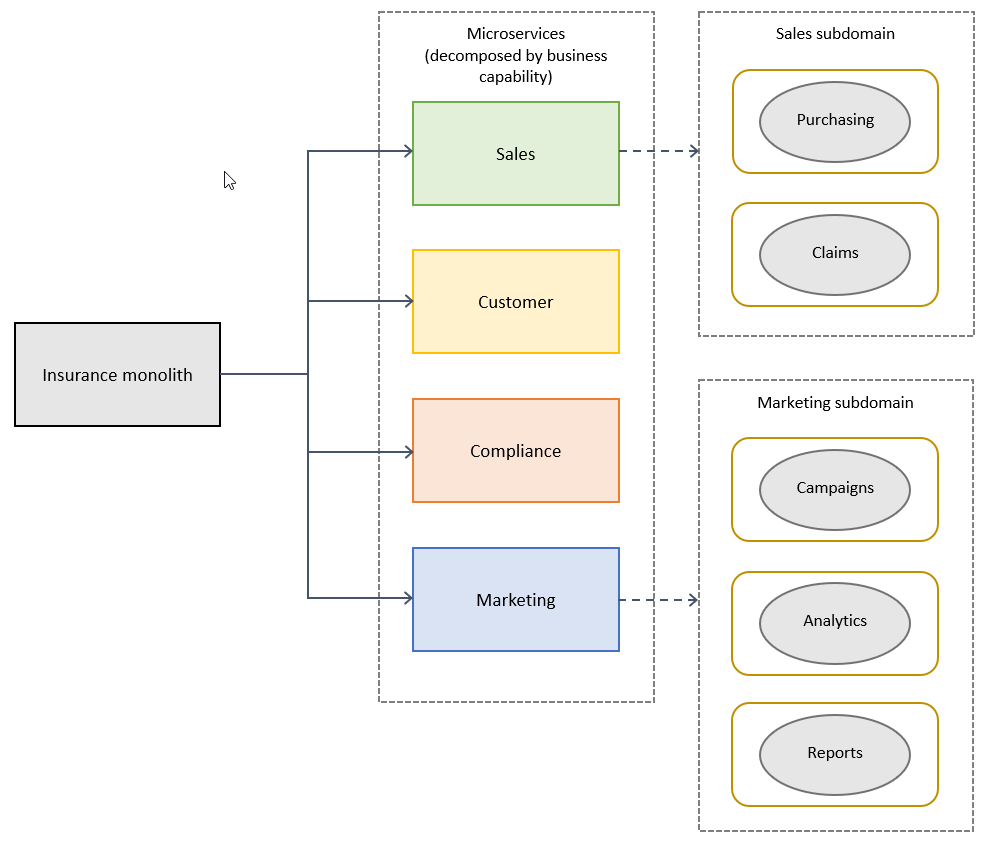 Microservices
(decomposed by business
capability)
Sales subdomain
Purchasing
Sales
Claims
Customer
Insurance monolith
Marketing subdomain
Compliance
Campaigns
Marketing
Analytics
Reports